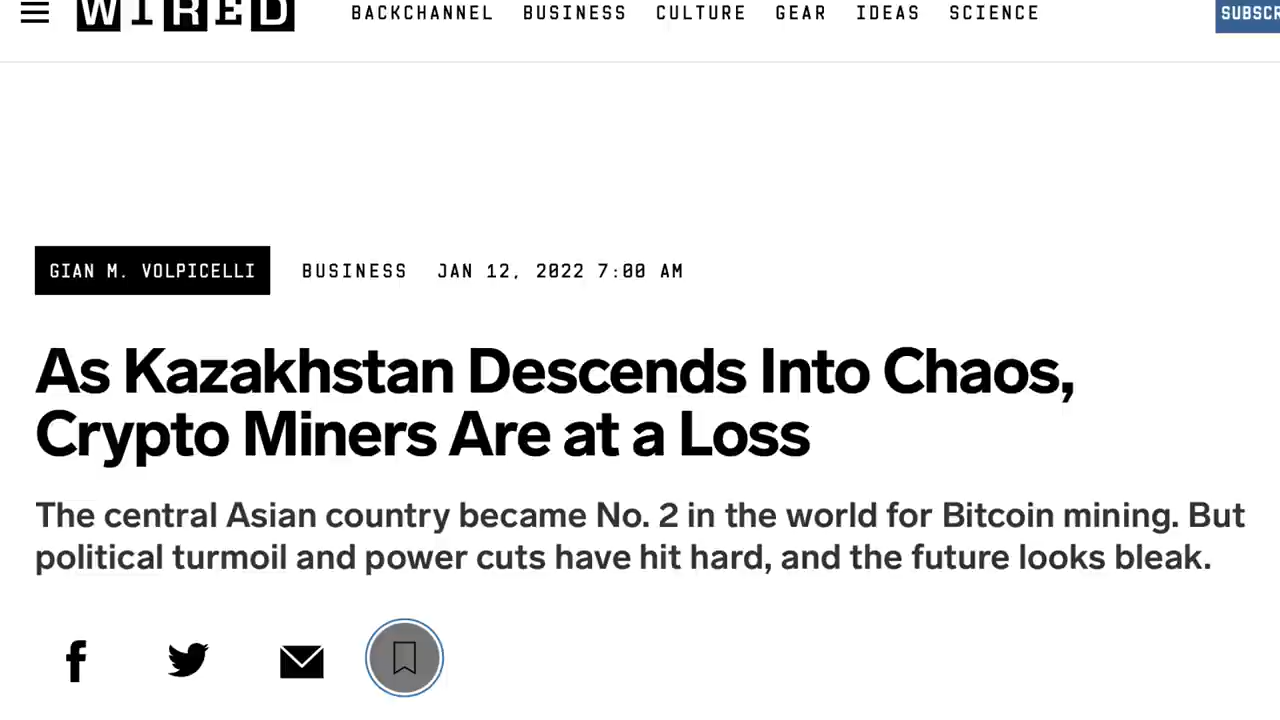 WIRED BACKCHANNEL BUSINESS CULTURE GEAR IDEAS SCIENCE
GIAN M. VOLPICELLI BUSINESS JAN 12, 2022 7:00 AM
As Kazakhstan Descends Into Chaos,
Crypto Miners Are at a Loss
The central Asian country became No. 2 in the world for Bitcoin mining. But
political turmoil and power cuts have hit hard, and the future looks bleak.